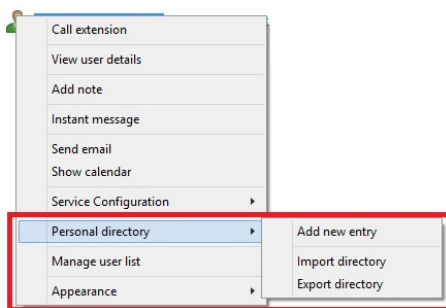 Call extension
View user details
Add note
Instant message
Send email
Show calendar
Service Configuration
Personal directory
Add new entry
Manage user list
Import directory
Export directory
Appearance